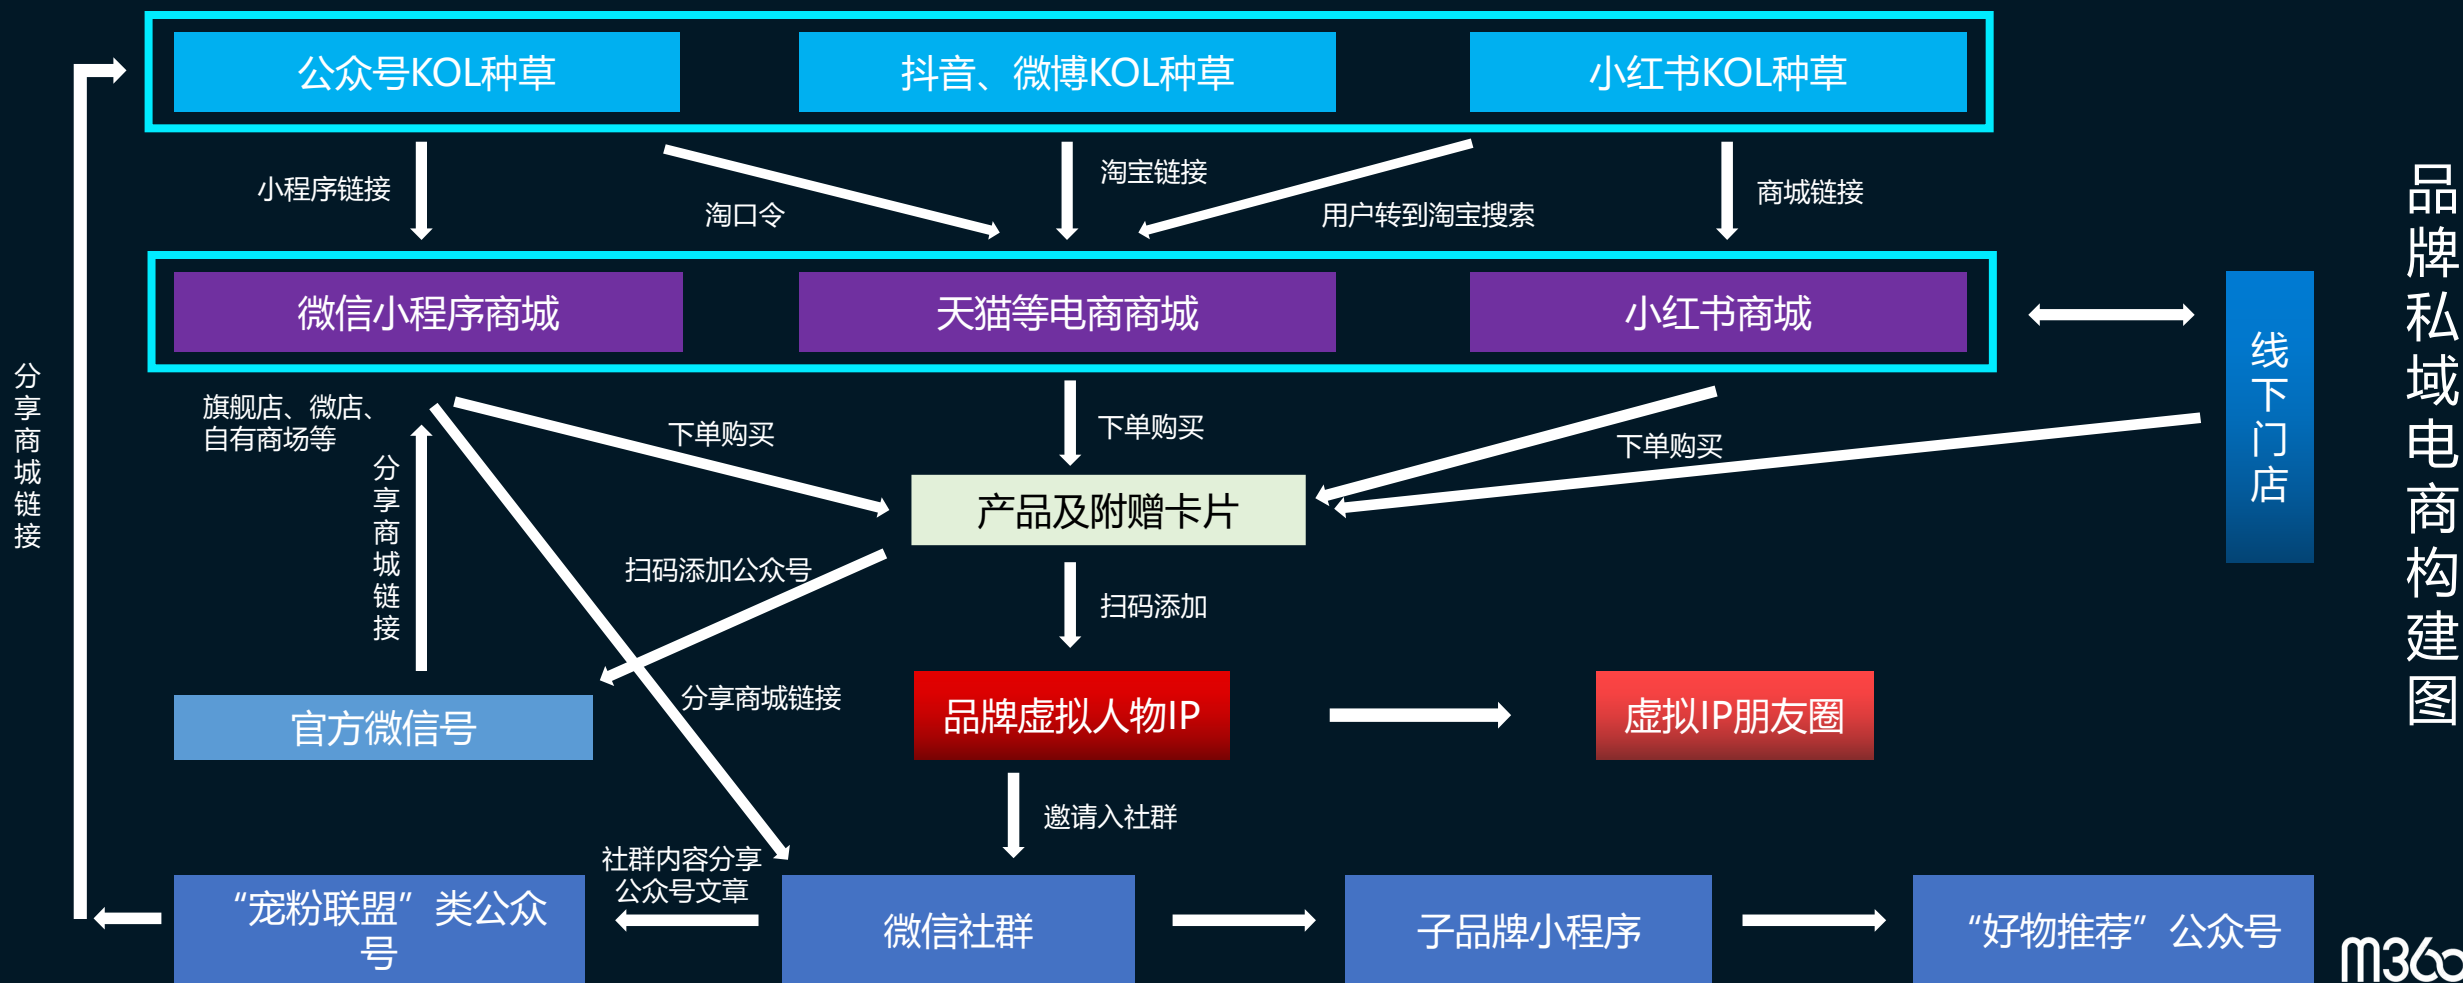 公众号KOL种草
抖音、微博KOL种草
小红书KOL种草
小程序链接
淘口令
淘宝链接
用户转到淘宝搜索
商城链接
微信小程序商城
天猫等电商商城
小红书商城
线下门店
品牌私域电商构建图
分享商城链接
旗舰店、微店、
自有商场等
分享商城链接
下单购买
下单购买
下单购买
产品及附赠卡片
扫码添加公众号
扫码添加
分享商城链接
官方微信号
品牌虚拟人物IP
虚拟IP朋友圈
邀请入社群
社群内容分享
公众号文章
“宠粉联盟”类公众
号
微信社群
子品牌小程序
“好物推荐”公众号
m360